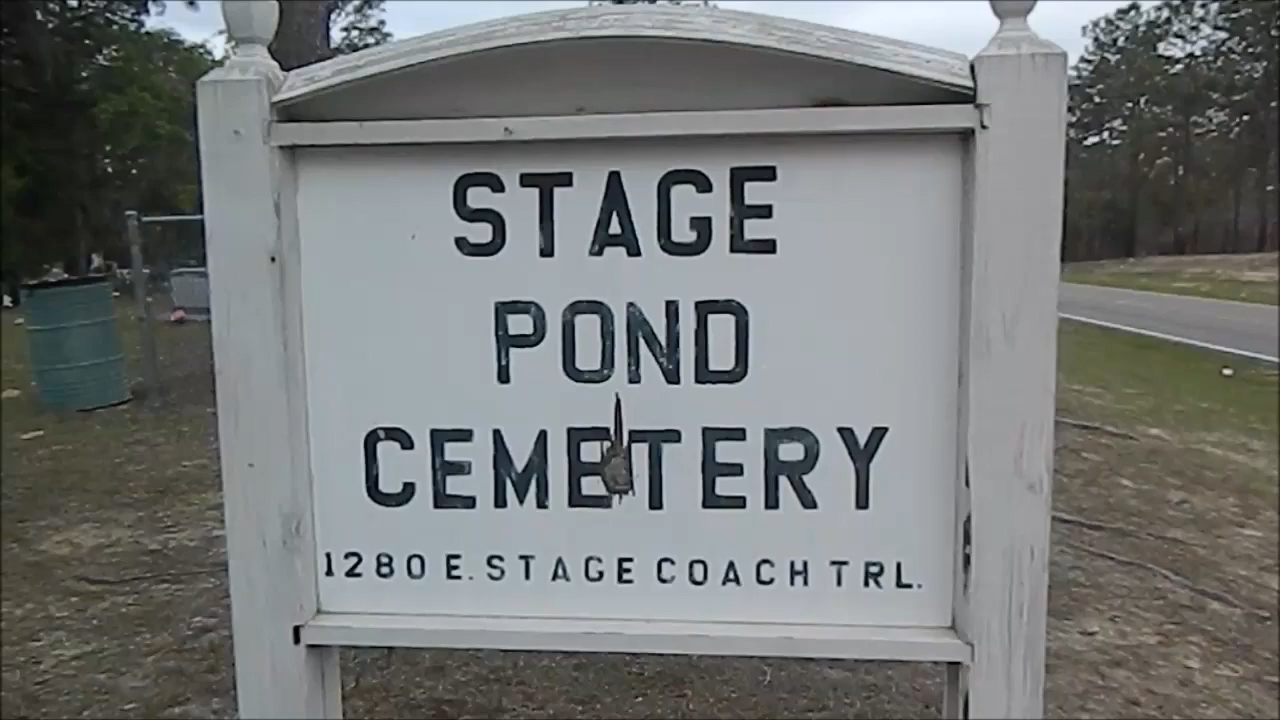 STAGE
POND
CEMETERY
1280 E. STAGE COACH TRL.